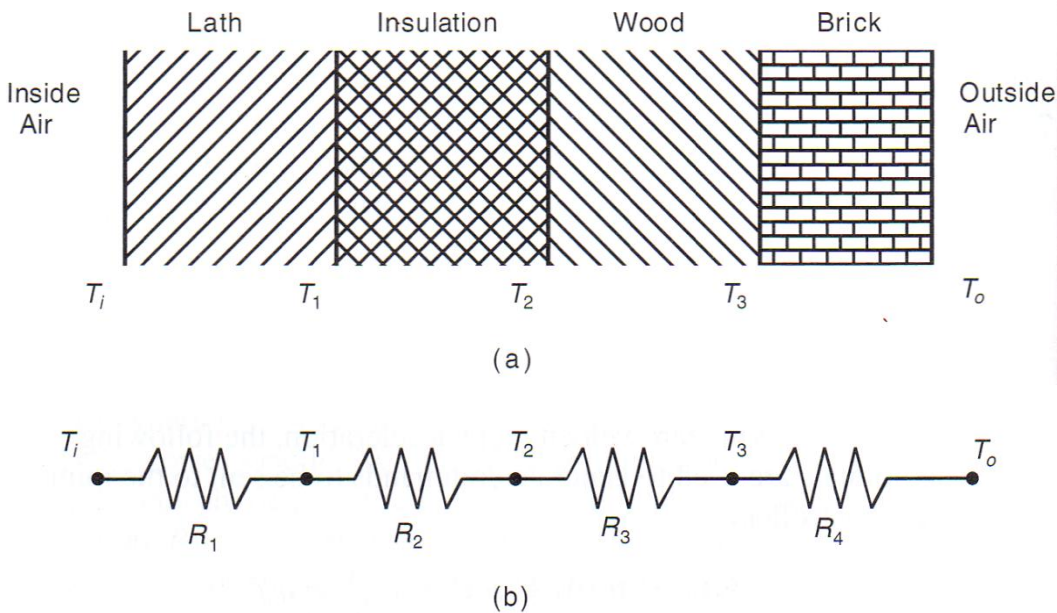 Lath Insulation Wood Brick
Inside Air
Outside Air
T_i T_1 T_2 T_3 T_o
(a)
T_i T_1 T_2 T_3 T_o
R_1 R_2 R_3 R_4
(b)